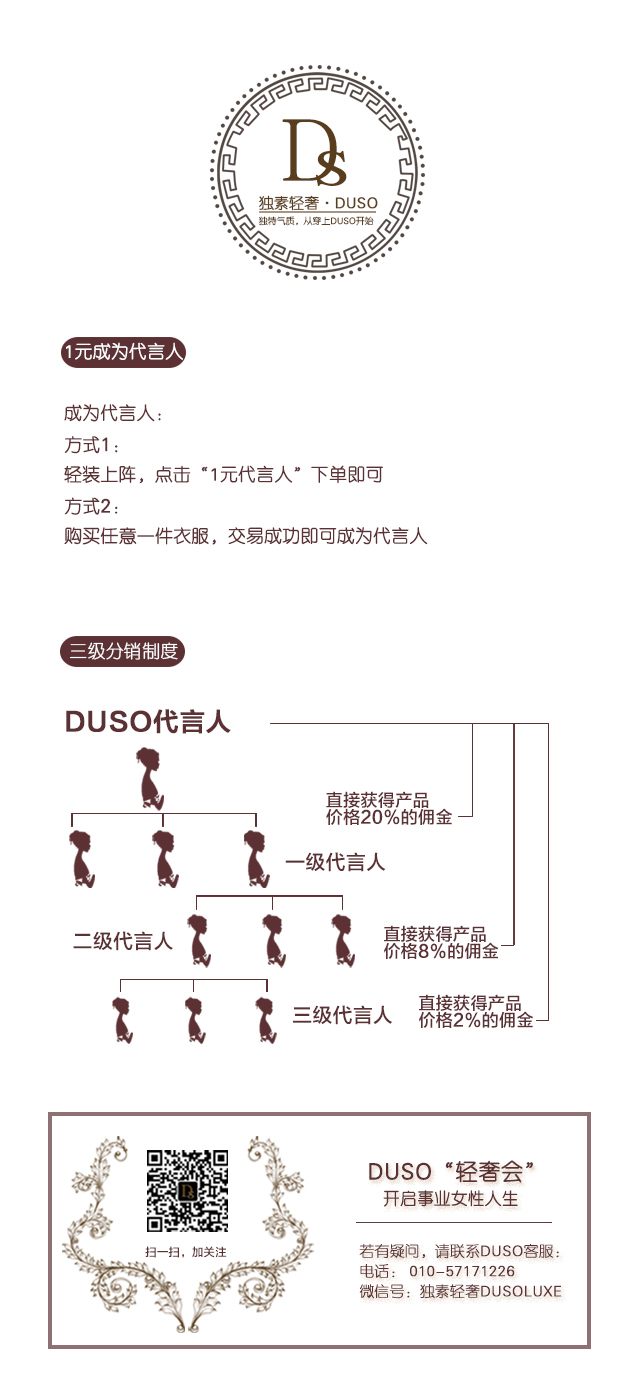 Ds
独素轻奢·DUSO
独特气质，从穿上DUSO开始
1元成为代言人
成为代言人：
方式1：
轻装上阵，点击“1元代言人”下单即可
方式2：
购买任意一件衣服，交易成功即可成为代言人
三级分销制度
DUSO代言人
直接获得产品
价格20%的佣金
一级代言人
二级代言人
直接获得产品
价格8%的佣金
三级代言人
直接获得产品
价格2%的佣金
Ds
扫一扫，加关注
DUSO“轻奢会”
开启事业女性人生
若有疑问，请联系DUSO客服：
电话： 010-57171226
微信号：独素轻奢DUSOLUXE